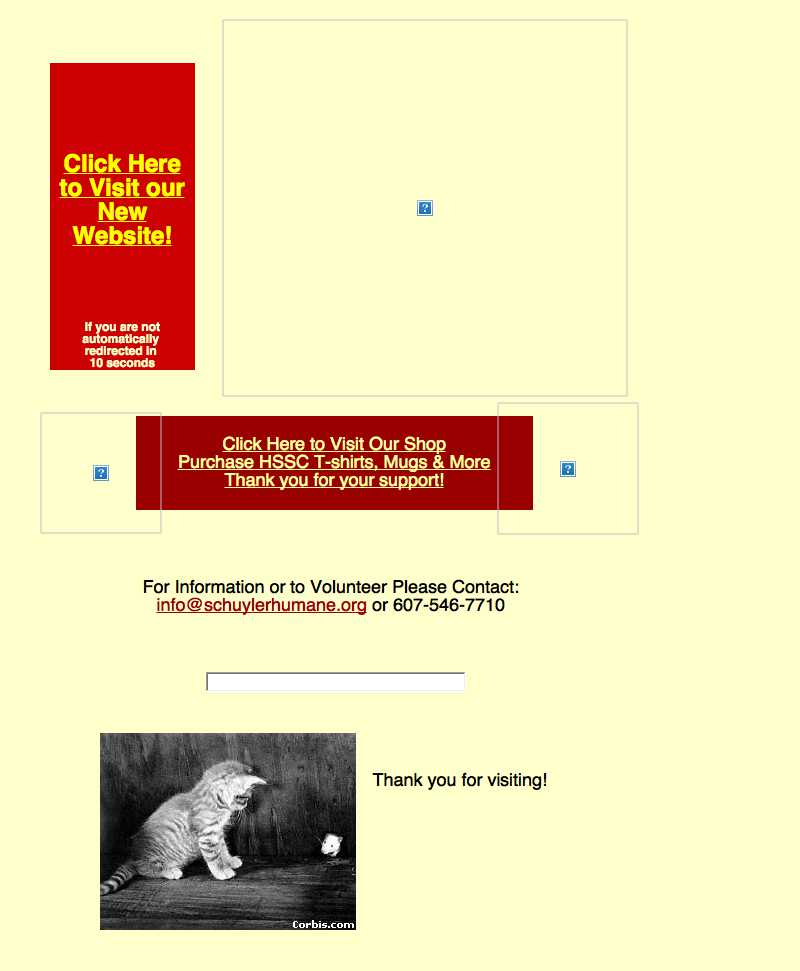 Click Here
to Visit our
New
Website!
If you are not
automatically
redirected in
10 seconds
Click Here to Visit Our Shop
Purchase HSSC T-shirts, Mugs & More
Thank you for your support!
For Information or to Volunteer Please Contact:
info@schuylerhumane.org or 607-546-7710
Thank you for visiting!
Corbis.com